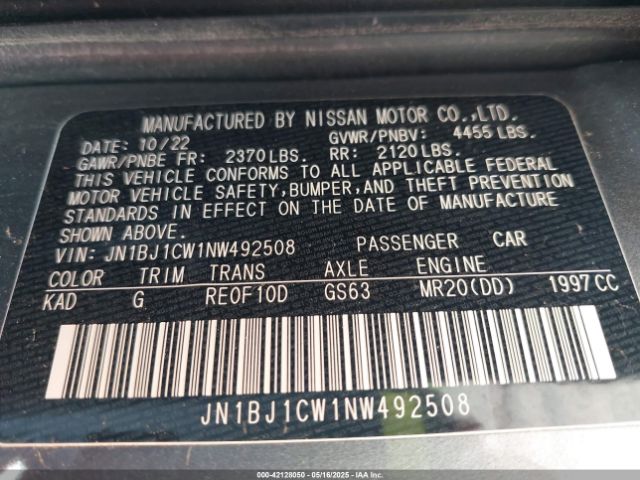 MANUFACTURED BY NISSAN MOTOR CO.,LTD.
DATE: 10/22 GVWR/PNBV: 4455 LBS.
GAWR/PNBE FR: 2370LBS. RR: 2120LBS.
THIS VEHICLE CONFORMS TO ALL APPLICABLE FEDERAL
MOTOR VEHICLE SAFETY,BUMPER,AND THEFT PREVENTION
STANDARDS IN EFFECT ON THE DATE OF MANUFACTURE
SHOWN ABOVE.
VIN: JN1BJ1CW1NW492508 PASSENGER CAR
COLOR TRIM TRANS AXLE ENGINE
KAD G RE0F10D GS63 MR20(DD) 1997CC
JN1BJ1CW1NW492508
000-42128050 - 05/16/2025 - IAAI.COM